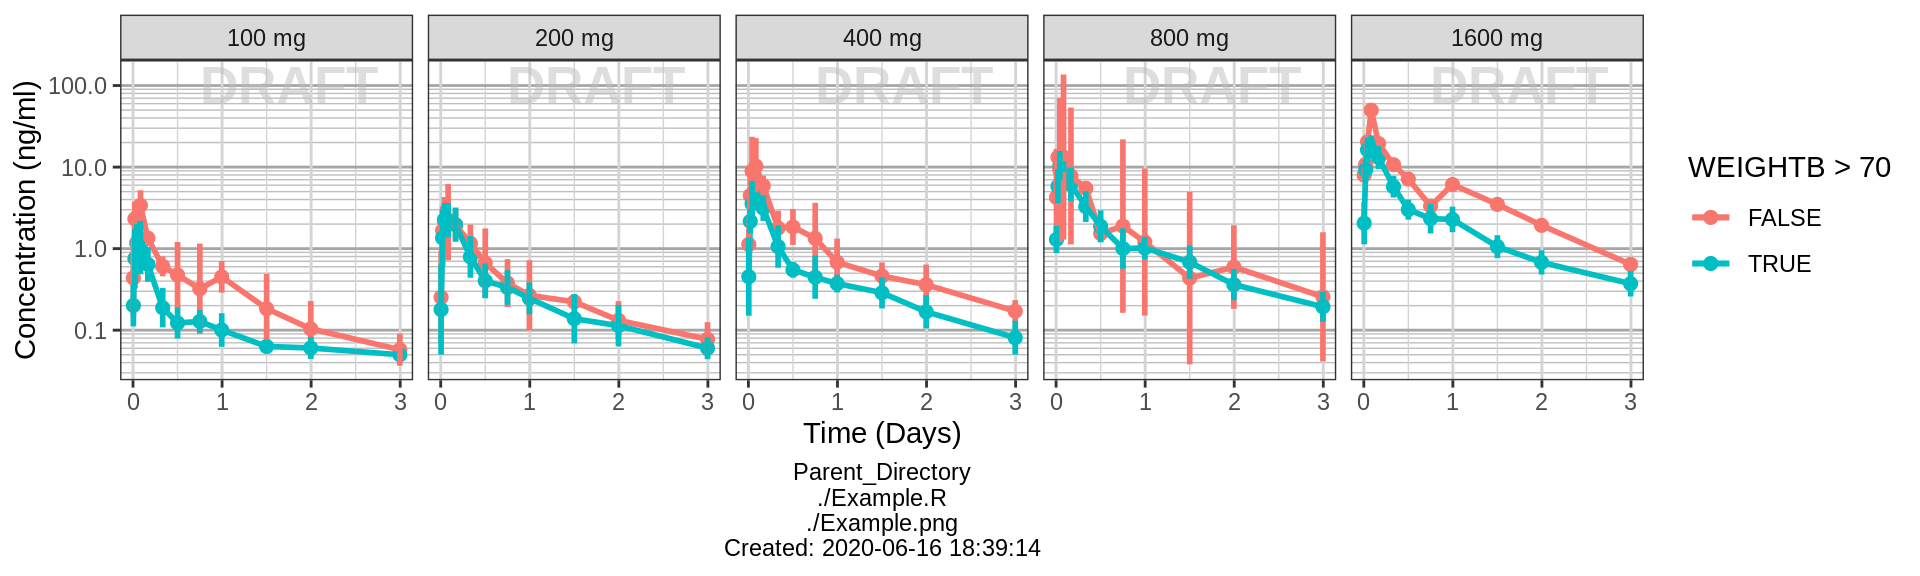 100 mg 200 mg 400 mg 800 mg 1600 mg
DRAFT DRAFT DRAFT DRAFT DRAFT
100.0
10.0
1.0
0.1
Concentration (ng/ml)
0 1 2 3 0 1 2 3 0 1 2 3 0 1 2 3 0 1 2 3
Time (Days)
WEIGHTB > 70
FALSE
TRUE
Parent_Directory
./Example.R
./Example.png
Created: 2020-06-16 18:39:14